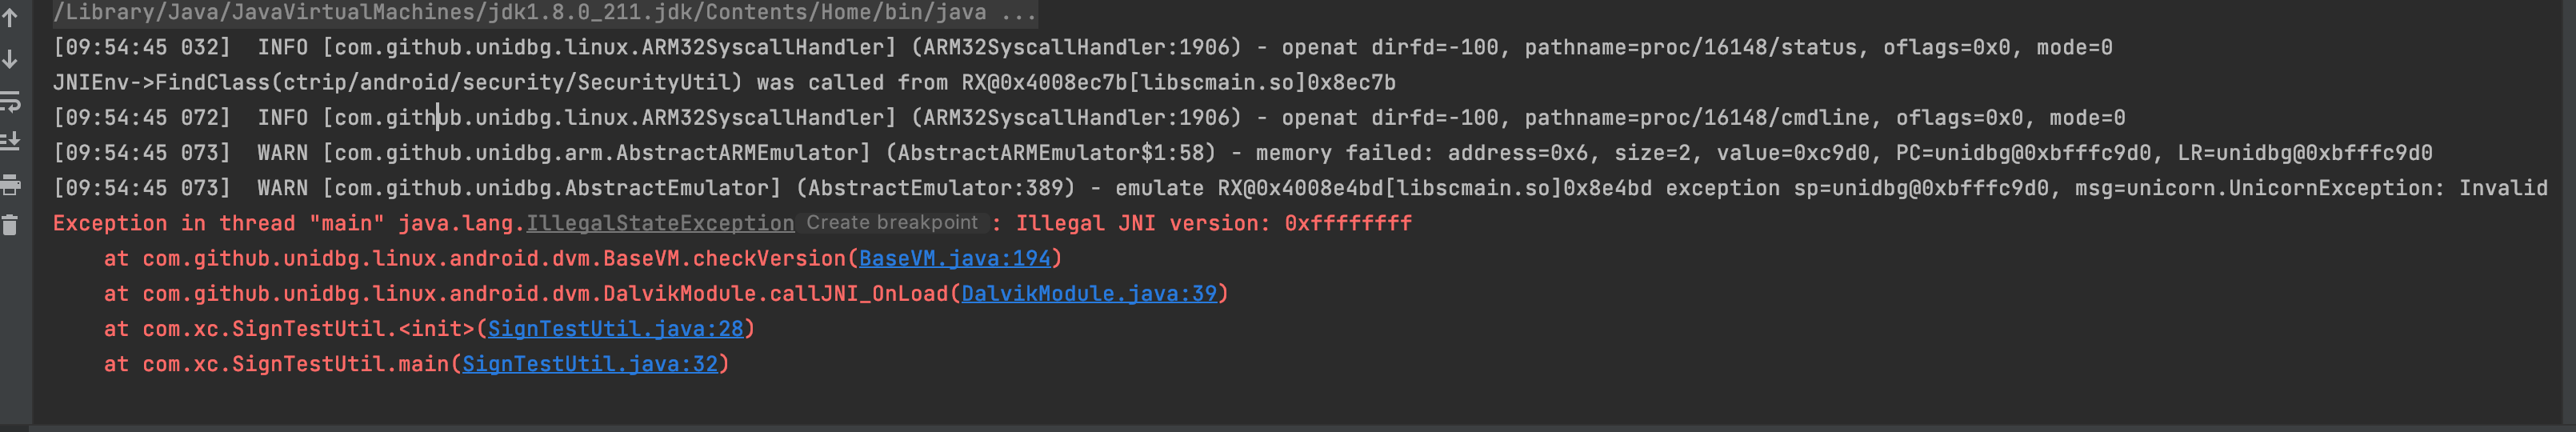 /Library/Java/JavaVirtualMachines/jdk1.8.0_211.jdk/Contents/Home/bin/java ...
[09:54:45 032]  INFO [com.github.unidbg.linux.ARM32SyscallHandler] (ARM32SyscallHandler:1906) - openat dirfd=-100, pathname=proc/16148/status, oflags=0x0, mode=0
JNIEnv->FindClass(ctrip/android/security/SecurityUtil) was called from RX@0x4008ec7b[libscmain.so]0x8ec7b
[09:54:45 072]  INFO [com.github.unidbg.linux.ARM32SyscallHandler] (ARM32SyscallHandler:1906) - openat dirfd=-100, pathname=proc/16148/cmdline, oflags=0x0, mode=0
[09:54:45 073]  WARN [com.github.unidbg.arm.AbstractARMEmulator] (AbstractARMEmulator$1:58) - memory failed: address=0x6, size=2, value=0xc9d0, PC=unidbg@0xbfffc9d0, LR=unidbg@0xbfffc9d0
[09:54:45 073]  WARN [com.github.unidbg.AbstractEmulator] (AbstractEmulator:389) - emulate RX@0x4008e4bd[libscmain.so]0x8e4bd exception sp=unidbg@0xbfffc9d0, msg=unicorn.UnicornException: Invalid
Exception in thread "main" java.lang.IllegalStateException Create breakpoint : Illegal JNI version: 0xffffffff
    at com.github.unidbg.linux.android.dvm.BaseVM.checkVersion(BaseVM.java:194)
    at com.github.unidbg.linux.android.dvm.DalvikModule.callJNI_OnLoad(DalvikModule.java:39)
    at com.xc.SignTestUtil.<init>(SignTestUtil.java:28)
    at com.xc.SignTestUtil.main(SignTestUtil.java:32)